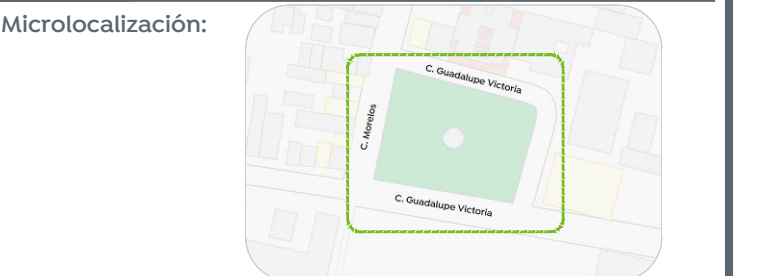 Microlocalización:
C. Guadalupe Victoria
C. Morelos
C. Guadalupe Victoria